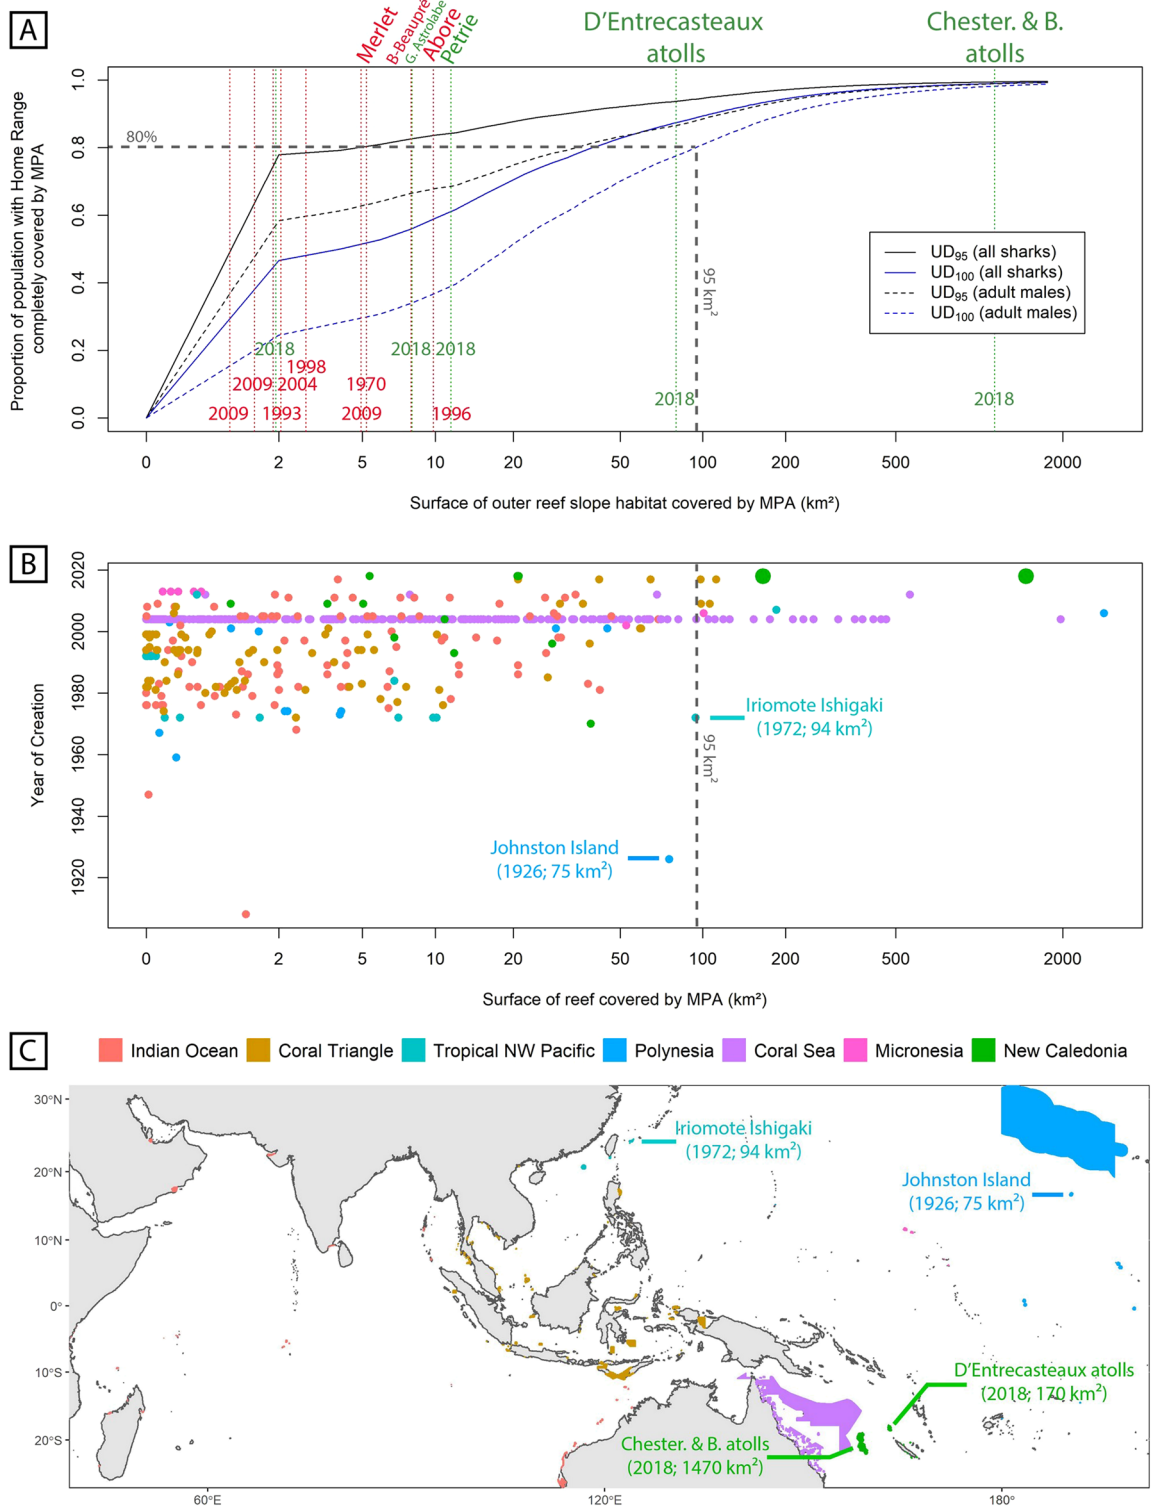 A
Merlet
B-Beaupré
G. Astrolabe
Abore
Petrie
D'Entrecasteaux
atolls
Chester. & B.
atolls
Proportion of population with Home Range
completely covered by MPA
1.0
0.8
0.6
0.4
0.2
0.0
80%
95 km²
UD95 (all sharks)
UD100 (all sharks)
UD95 (adult males)
UD100 (adult males)
2018
1998
2009
2004
1970
2018
2018
2009
1993
2009
1996
2018
2018
0
2
5
10
20
50
100
200
500
2000
Surface of outer reef slope habitat covered by MPA (km²)
B
Year of Creation
2020
2000
1980
1960
1940
1920
Iriomote Ishigaki
(1972; 94 km²)
95 km²
Johnston Island
(1926; 75 km²)
0
2
5
10
20
50
100
200
500
2000
Surface of reef covered by MPA (km²)
C
Indian Ocean
Coral Triangle
Tropical NW Pacific
Polynesia
Coral Sea
Micronesia
New Caledonia
30°N
20°N
10°N
0°
10°S
20°S
Iriomote Ishigaki
(1972; 94 km²)
Johnston Island
(1926; 75 km²)
D'Entrecasteaux atolls
(2018; 170 km²)
Chester. & B. atolls
(2018; 1470 km²)
60°E
120°E
180°